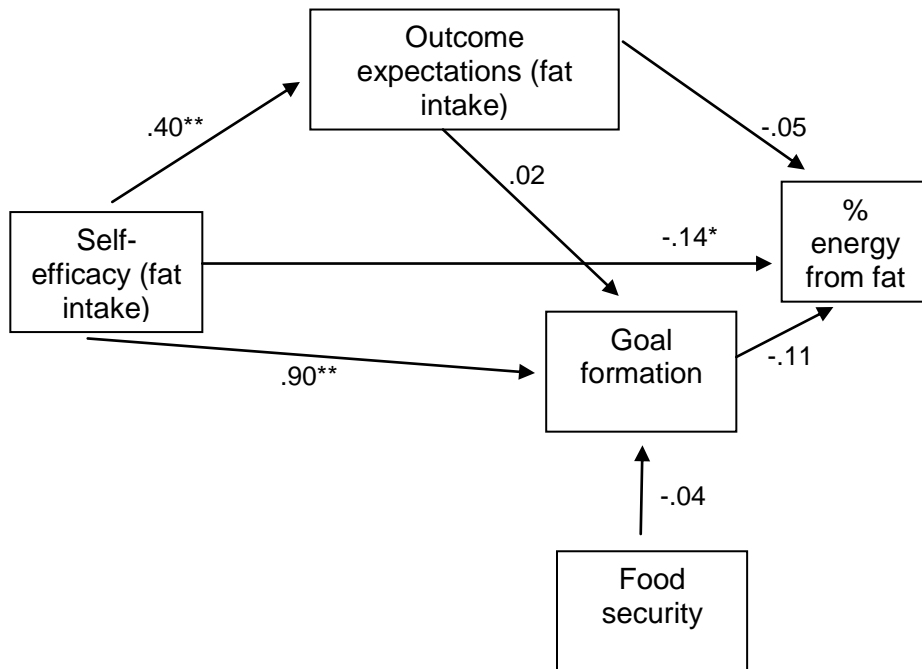 Outcome
expectations (fat
intake)
.40**
-.05
.02
%
energy
from fat
Self-
efficacy (fat
intake)
-.14*
Goal
formation
.90**
-.11
-.04
Food
security